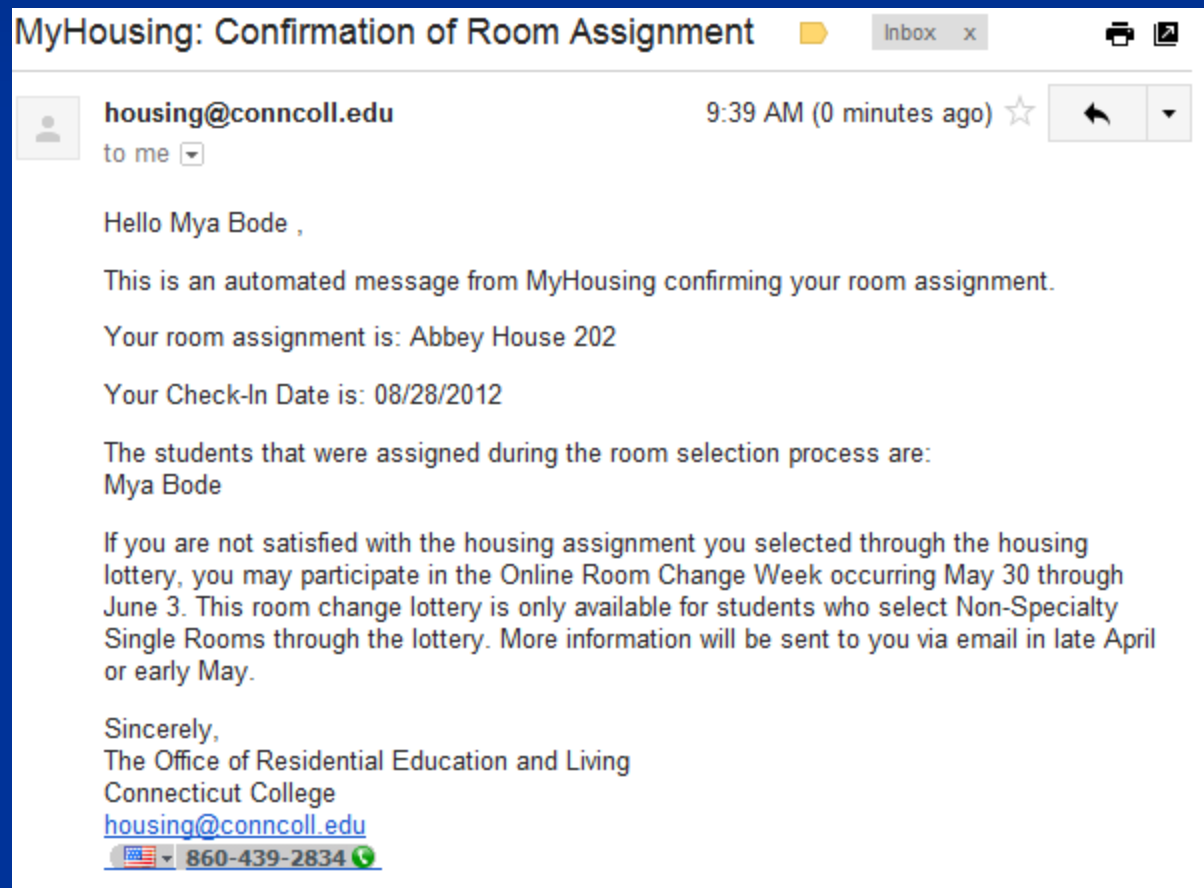 MyHousing: Confirmation of Room Assignment
Inbox x
housing@conncoll.edu
9:39 AM (0 minutes ago)
to me
Hello Mya Bode ,
This is an automated message from MyHousing confirming your room assignment.
Your room assignment is: Abbey House 202
Your Check-In Date is: 08/28/2012
The students that were assigned during the room selection process are:
Mya Bode
If you are not satisfied with the housing assignment you selected through the housing
lottery, you may participate in the Online Room Change Week occurring May 30 through
June 3. This room change lottery is only available for students who select Non-Specialty
Single Rooms through the lottery. More information will be sent to you via email in late April
or early May.
Sincerely,
The Office of Residential Education and Living
Connecticut College
housing@conncoll.edu
860-439-2834